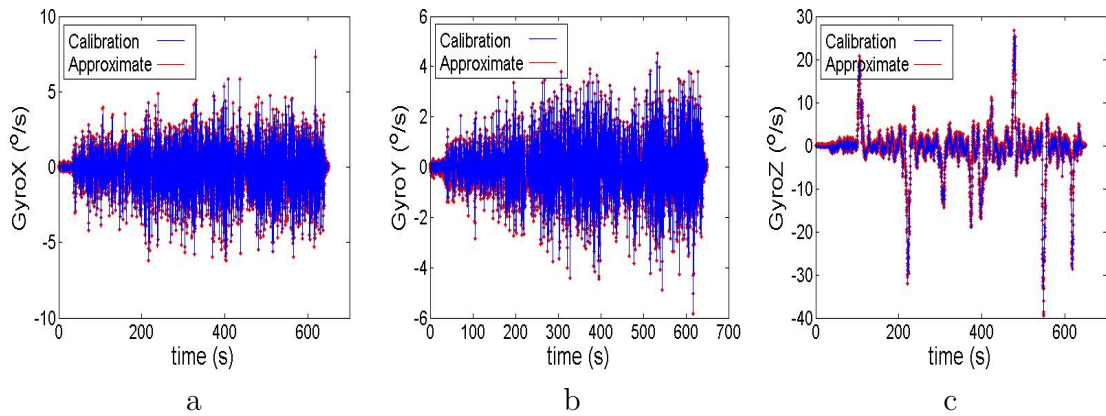 10
5
0
-5
-10
GyroX (º/s)
Calibration
Approximate
0 200 400 600
time (s)
a
6
4
2
0
-2
-4
-6
GyroY (º/s)
Calibration
Approximate
0 100 200 300 400 500 600 700
time (s)
b
30
20
10
0
-10
-20
-30
-40
GyroZ (º/s)
Calibration
Approximate
0 200 400 600
time (s)
c